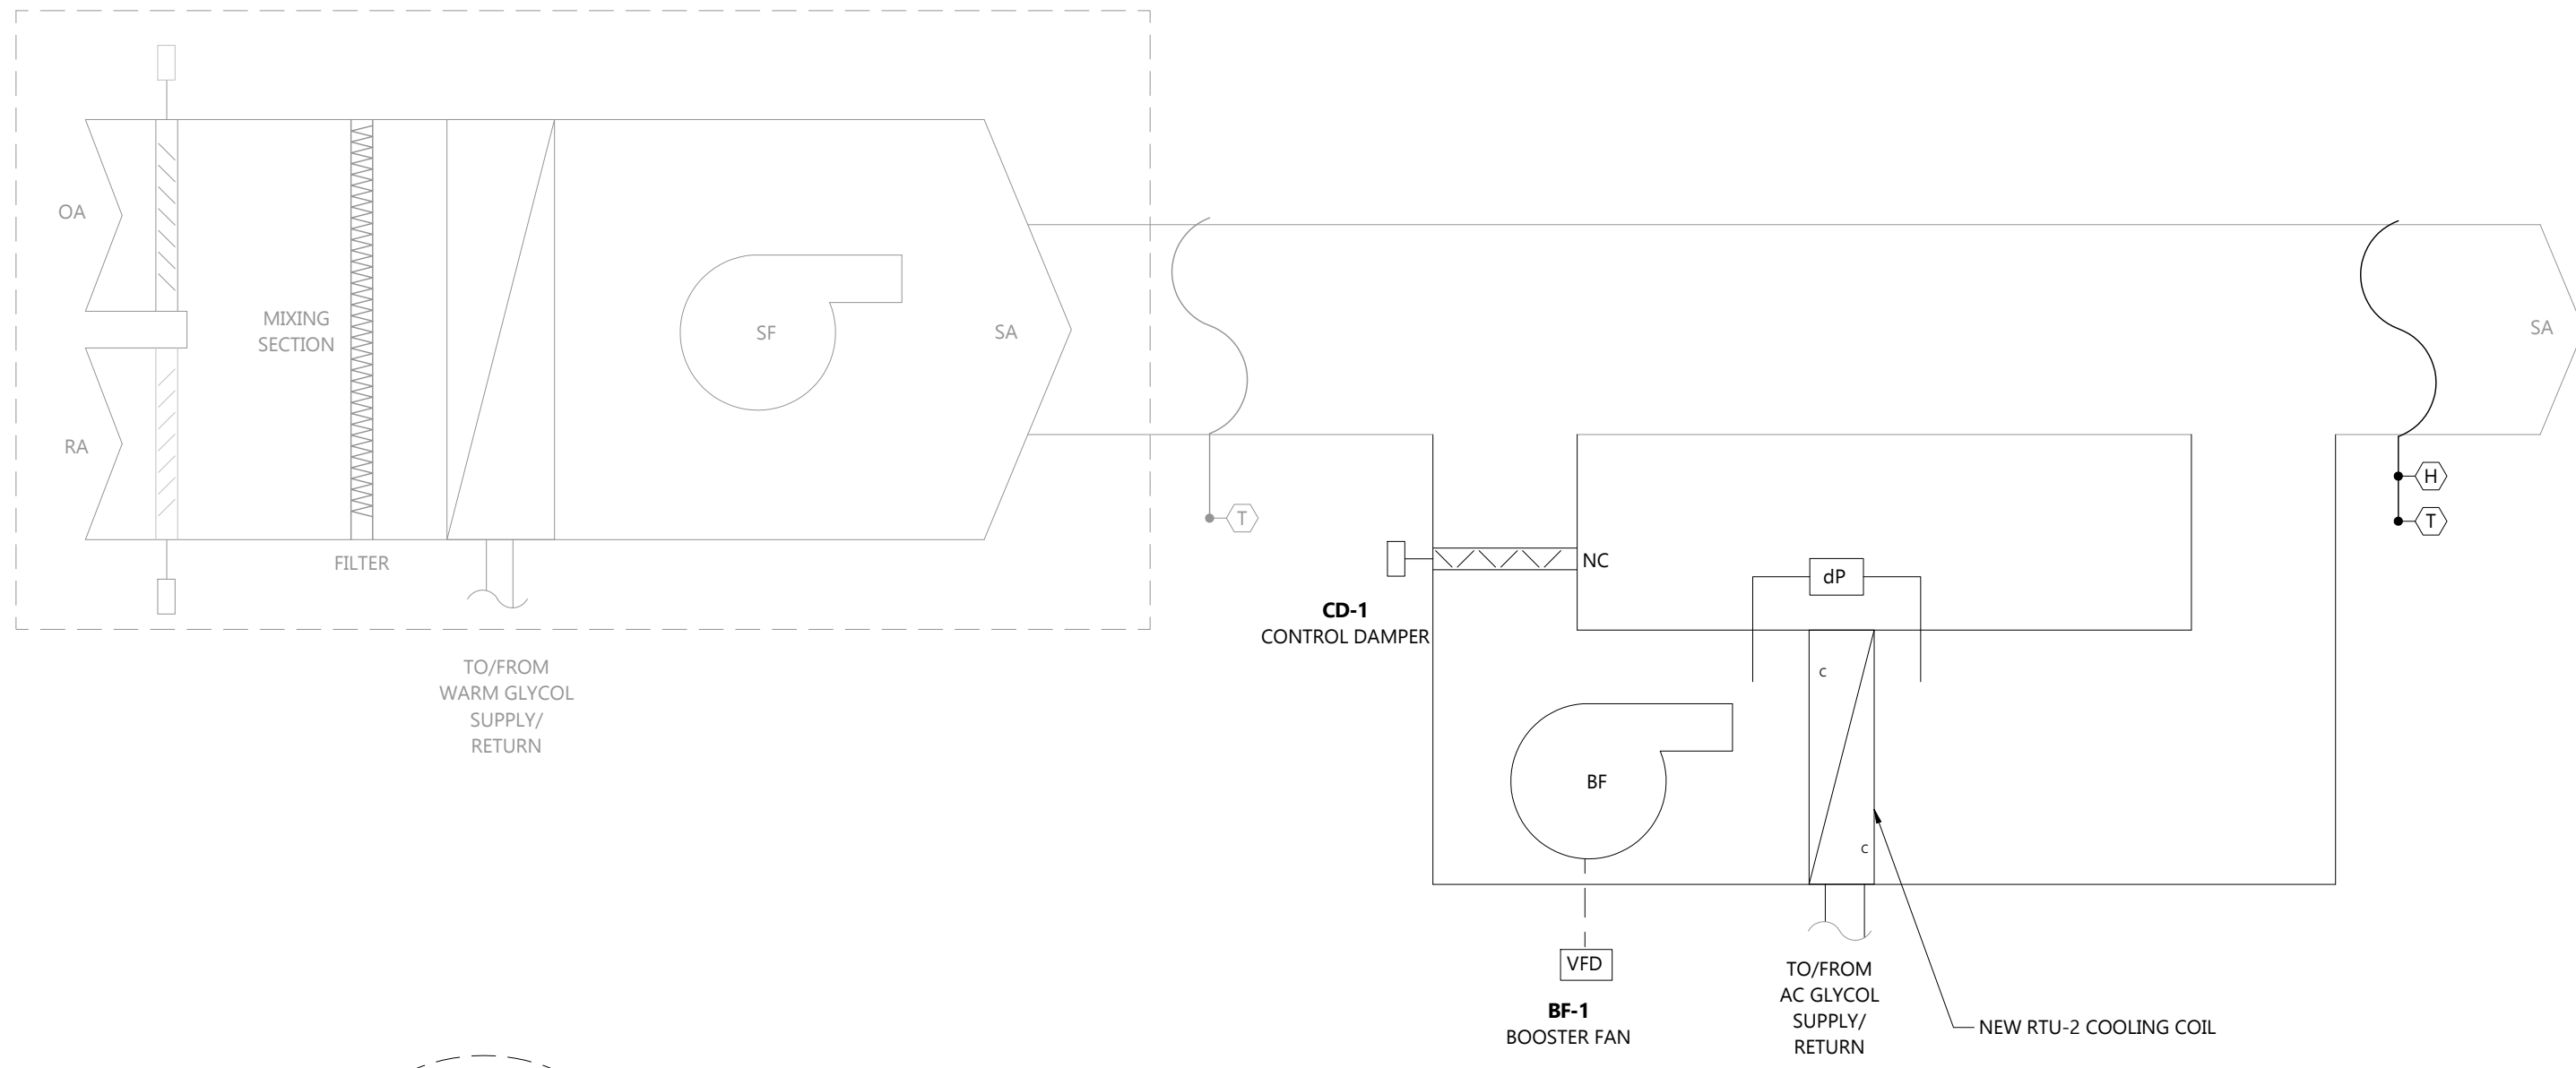 OA
MIXING
SECTION
SF
SA
SA
RA
H
T
T
FILTER
NC
dP
CD-1
CONTROL DAMPER
TO/FROM
WARM GLYCOL
SUPPLY/
RETURN
C
BF
C
VFD
BF-1
BOOSTER FAN
TO/FROM
AC GLYCOL
SUPPLY/
RETURN
NEW RTU-2 COOLING COIL